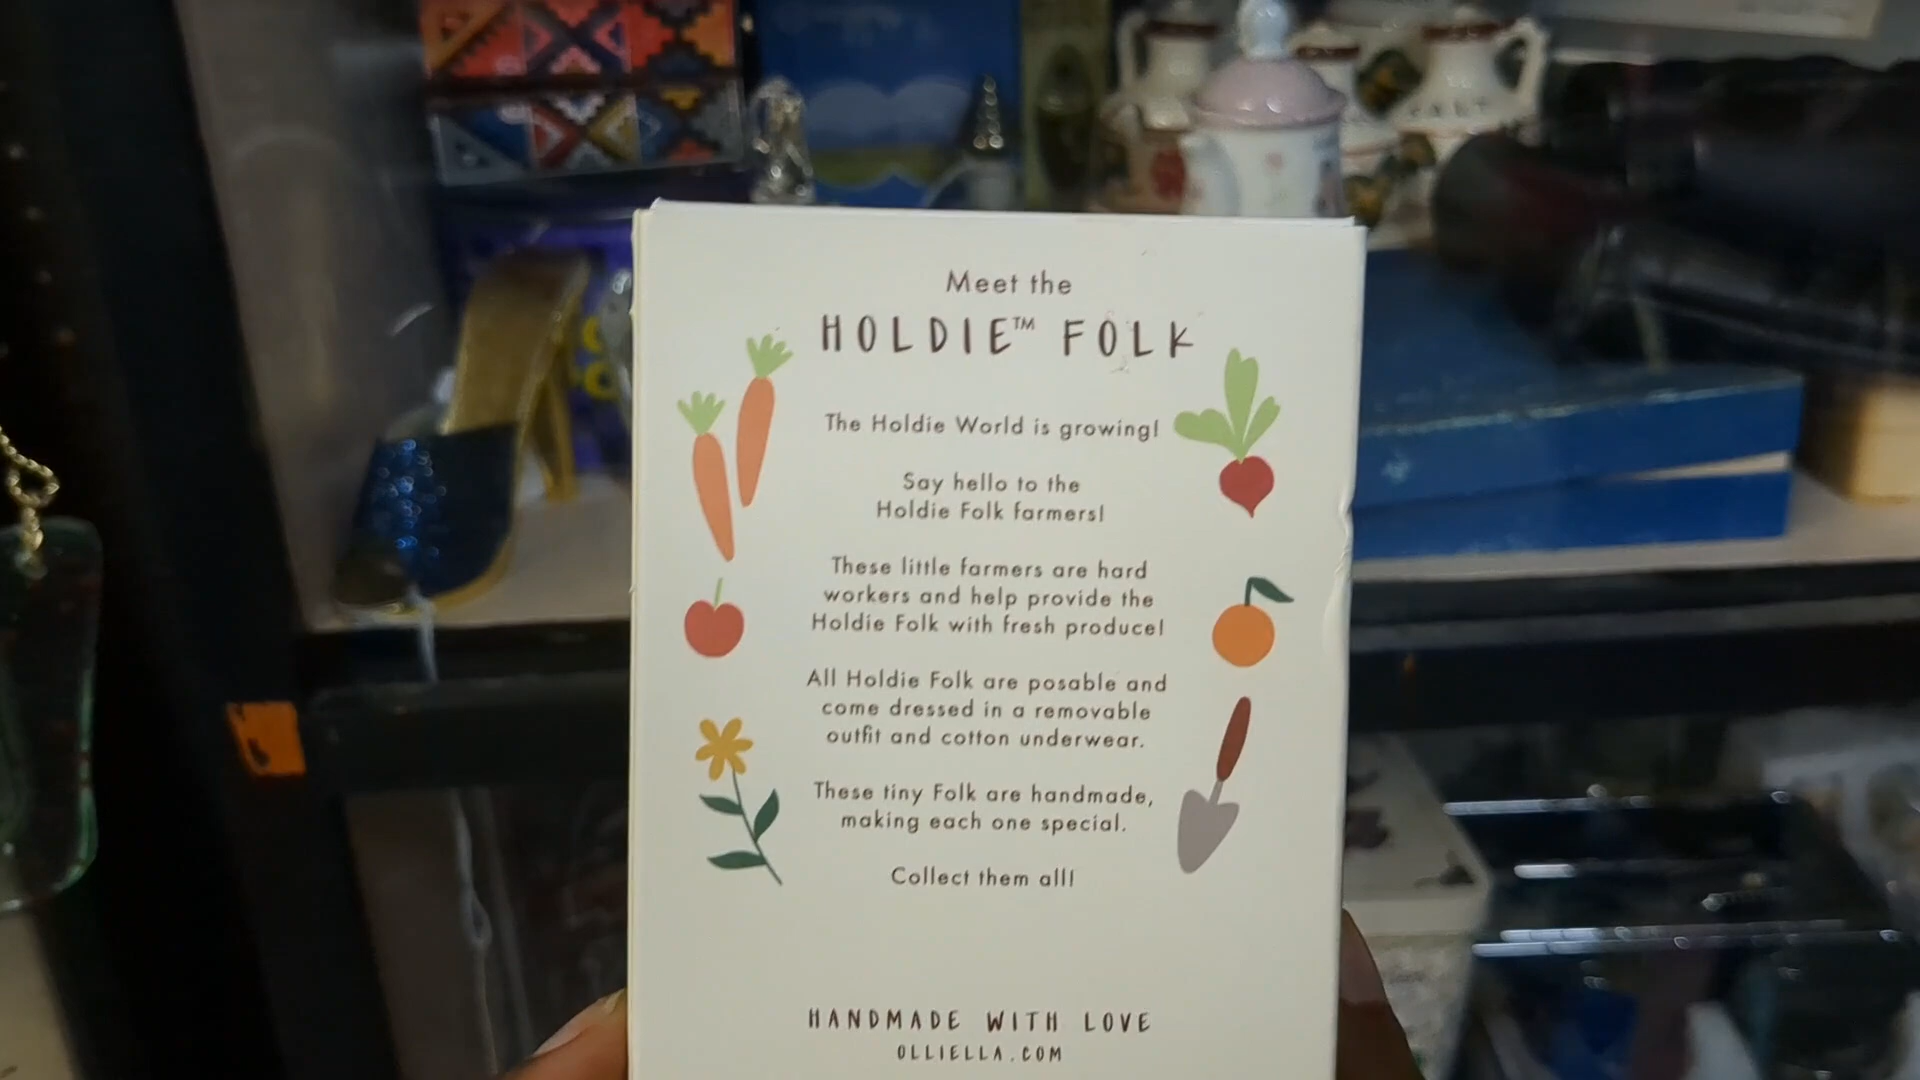 Meet the
HOLDIE™ FOLK
The Holdie World is growing!
Say hello to the
Holdie Folk farmers!
These little farmers are hard
workers and help provide the
Holdie Folk with fresh produce!
All Holdie Folk are posable and
come dressed in a removable
outfit and cotton underwear.
These tiny Folk are handmade,
making each one special.
Collect them all!
HANDMADE WITH LOVE
OLLIELLA.COM